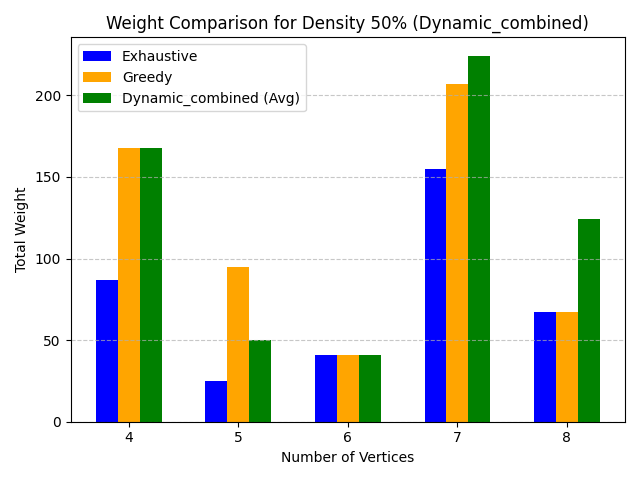 Weight Comparison for Density 50% (Dynamic_combined)
Exhaustive
Greedy
Dynamic_combined (Avg)
Total Weight
200
150
100
50
0
4 5 6 7 8
Number of Vertices